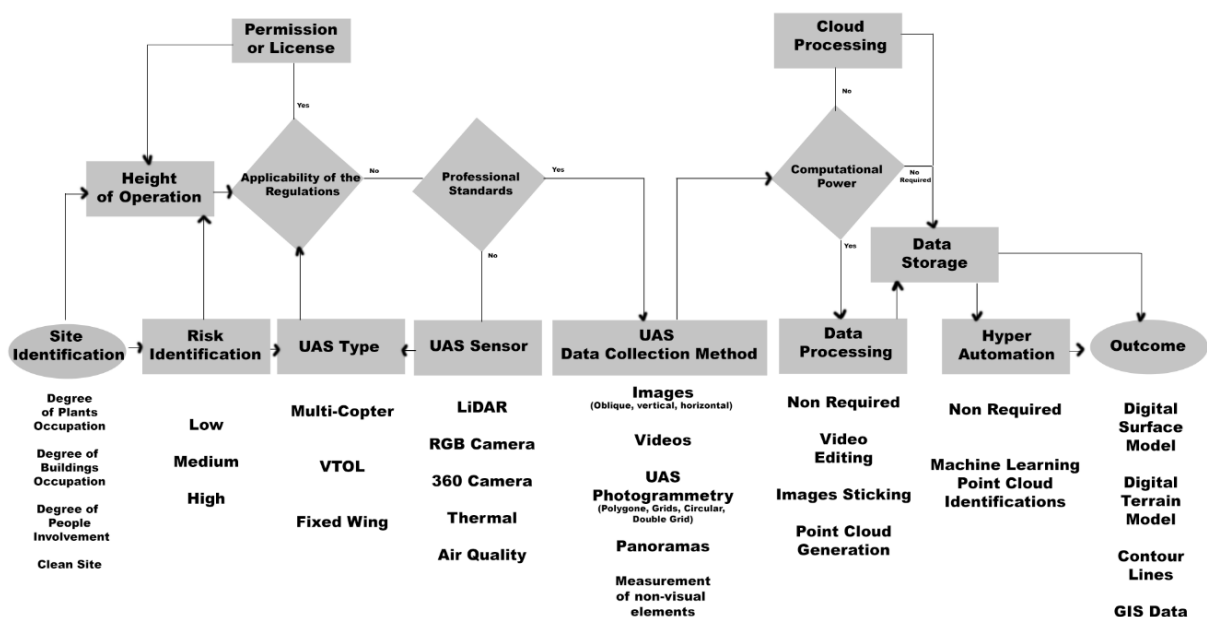 Permission
or License
Cloud
Processing
Yes
No
Height
of Operation
Applicability of the
Regulations
No
Professional
Standards
Yes
Computational
Power
No
Required
No
Yes
Data
Storage
Site
Identification
Risk
Identification
UAS Type
UAS Sensor
UAS
Data Collection Method
Data
Processing
Hyper
Automation
Outcome
Degree
of Plants
Occupation
Degree of
Buildings
Occupation
Degree of
People
Involvement
Clean Site
Low
Medium
High
Multi-Copter
VTOL
Fixed Wing
LiDAR
RGB Camera
360 Camera
Thermal
Air Quality
Images
(Oblique, vertical, horizontal)
Videos
UAS
Photogrammetry
(Polygone, Grids, Circular,
Double Grid)
Panoramas
Measurement
of non-visual
elements
Non Required
Video
Editing
Images Sticking
Point Cloud
Generation
Non Required
Machine Learning
Point Cloud
Identifications
Digital
Surface
Model
Digital
Terrain
Model
Contour
Lines
GIS Data